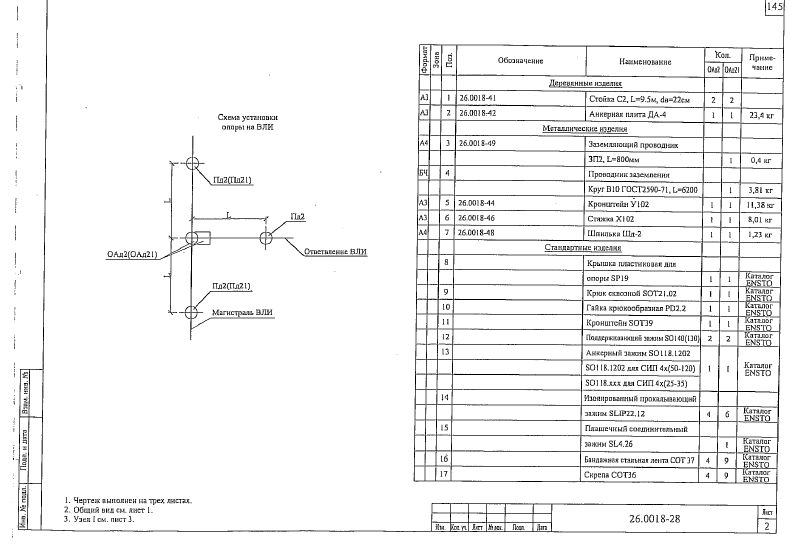 145
Схема установки
опоры на ВЛИ
Пд2(Пд21)
L
L
Пд2
ОАд2(ОАд21)
Ответвление ВЛИ
L
Пд2(Пд21)
Магистраль ВЛИ
1. Чертеж выполнен на трех листах.
2. Общий вид см. лист 1.
3. Узел I см. лист 3.
Взам. инв. №
Подп. и дата
Инв. № подл.
Формат Зона Поз. Обозначение Наименование Кол. Приме-
ОАд2 ОАд21 чание
Деревянные изделия
А3 1 26.0018-41 Стойка С2, L=9.5м, dв=22см 2 2
А3 2 26.0018-42 Анкерная плита ДА-4 1 1 23,4 кг
Металлические изделия
А4 3 26.0018-49 Заземляющий проводник
ЗП2, L=800мм 1 0,4 кг
БЧ 4 Проводник заземления
Круг В10 ГОСТ2590-71, L=6200 1 3,81 кг
А3 5 26.0018-44 Кронштейн У102 1 1 11,38 кг
А3 6 26.0018-46 Стяжка Х102 1 1 8,01 кг
А4 7 26.0018-48 Шпилька Шд-2 1 1 1,23 кг
Стандартные изделия
8 Крышка пластиковая для
опоры SP19 1 1 Каталог ENSTO
9 Крюк сквозной SOT21.02 1 1 Каталог ENSTO
10 Гайка крюкообразная PD2.2 1 1 Каталог ENSTO
11 Кронштейн SOT39 1 1 Каталог ENSTO
12 Поддерживающий зажим SO140(130) 2 2 Каталог ENSTO
13 Анкерный зажим SO118.1202
SO118.1202 для СИП 4х(50-120) 1 1 Каталог ENSTO
SO118.xxx для СИП 4х(25-35)
14 Изолированный прокалывающий
зажим SLIP22.12 4 6 Каталог ENSTO
15 Плашечный соединительный
зажим SL4.26 1 Каталог ENSTO
16 Бандажная стальная лента СОТ37 4 9 Каталог ENSTO
17 Скрепа СОТ36 4 9 Каталог ENSTO
Изм. Кол. уч. Лист № док. Подп. Дата
26.0018-28
Лист
2